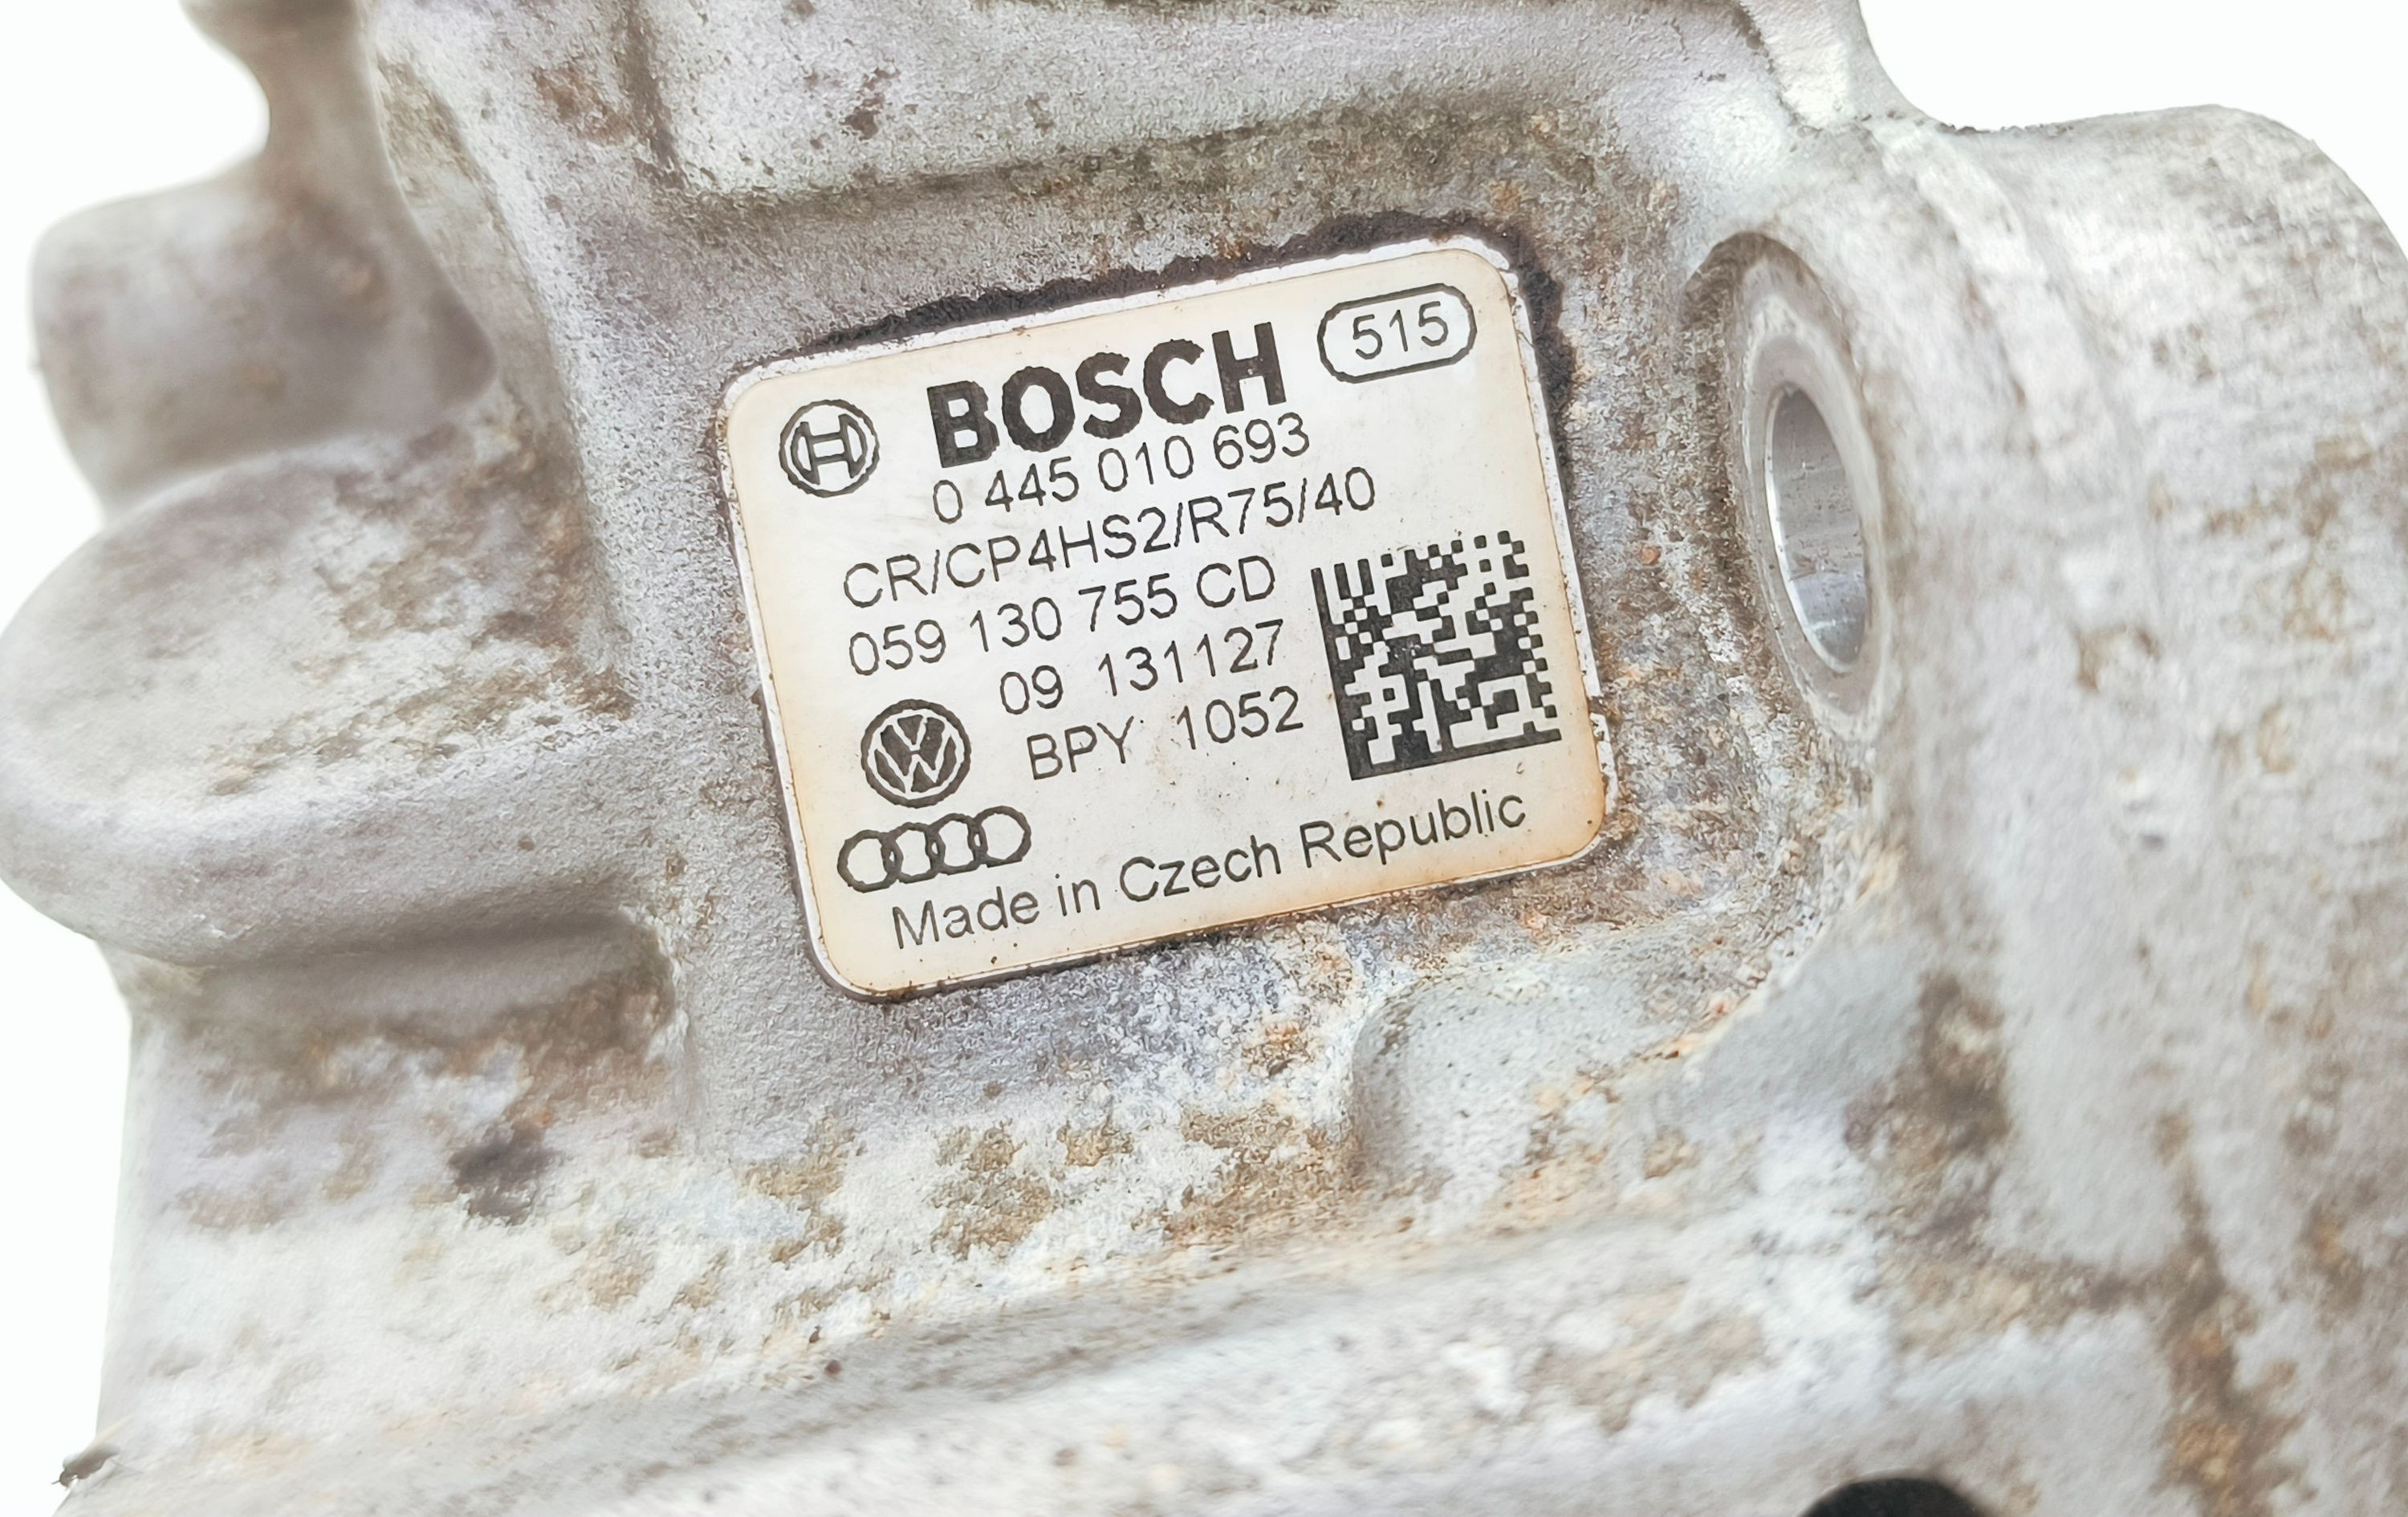 BOSCH 515
0 445 010 693
CR/CP4HS2/R75/40
059 130 755 CD
09 131127
BPY 1052
Made in Czech Republic